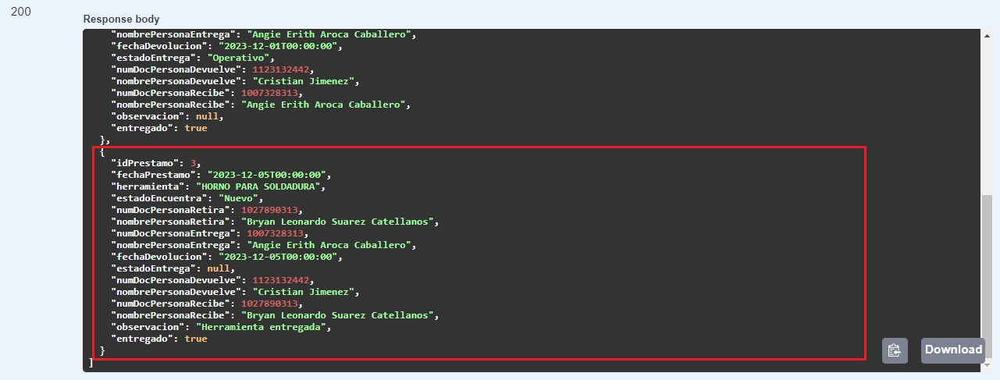 200
Response body
"nombrePersonaEntrega": "Angie Erith Aroca Caballero",
"fechaDevolucion": "2023-12-01T00:00:00",
"estadoEntrega": "Operativo",
"numDocPersonaDevuelve": 1123132442,
"nombrePersonaDevuelve": "Cristian Jimenez",
"numDocPersonaRecibe": 1007328313,
"nombrePersonaRecibe": "Angie Erith Aroca Caballero",
"observacion": null,
"entregado": true
},
{
"idPrestamo": 3,
"fechaPrestamo": "2023-12-05T00:00:00",
"herramienta": "HORNO PARA SOLDADURA",
"estadoEncuentra": "Nuevo",
"numDocPersonaRetira": 1027890313,
"nombrePersonaRetira": "Bryan Leonardo Suarez Catellanos",
"numDocPersonaEntrega": 1007328313,
"nombrePersonaEntrega": "Angie Erith Aroca Caballero",
"fechaDevolucion": "2023-12-05T00:00:00",
"estadoEntrega": null,
"numDocPersonaDevuelve": 1123132442,
"nombrePersonaDevuelve": "Cristian Jimenez",
"numDocPersonaRecibe": 1027890313,
"nombrePersonaRecibe": "Bryan Leonardo Suarez Catellanos",
"observacion": "Herramienta entregada",
"entregado": true
}
]
Download